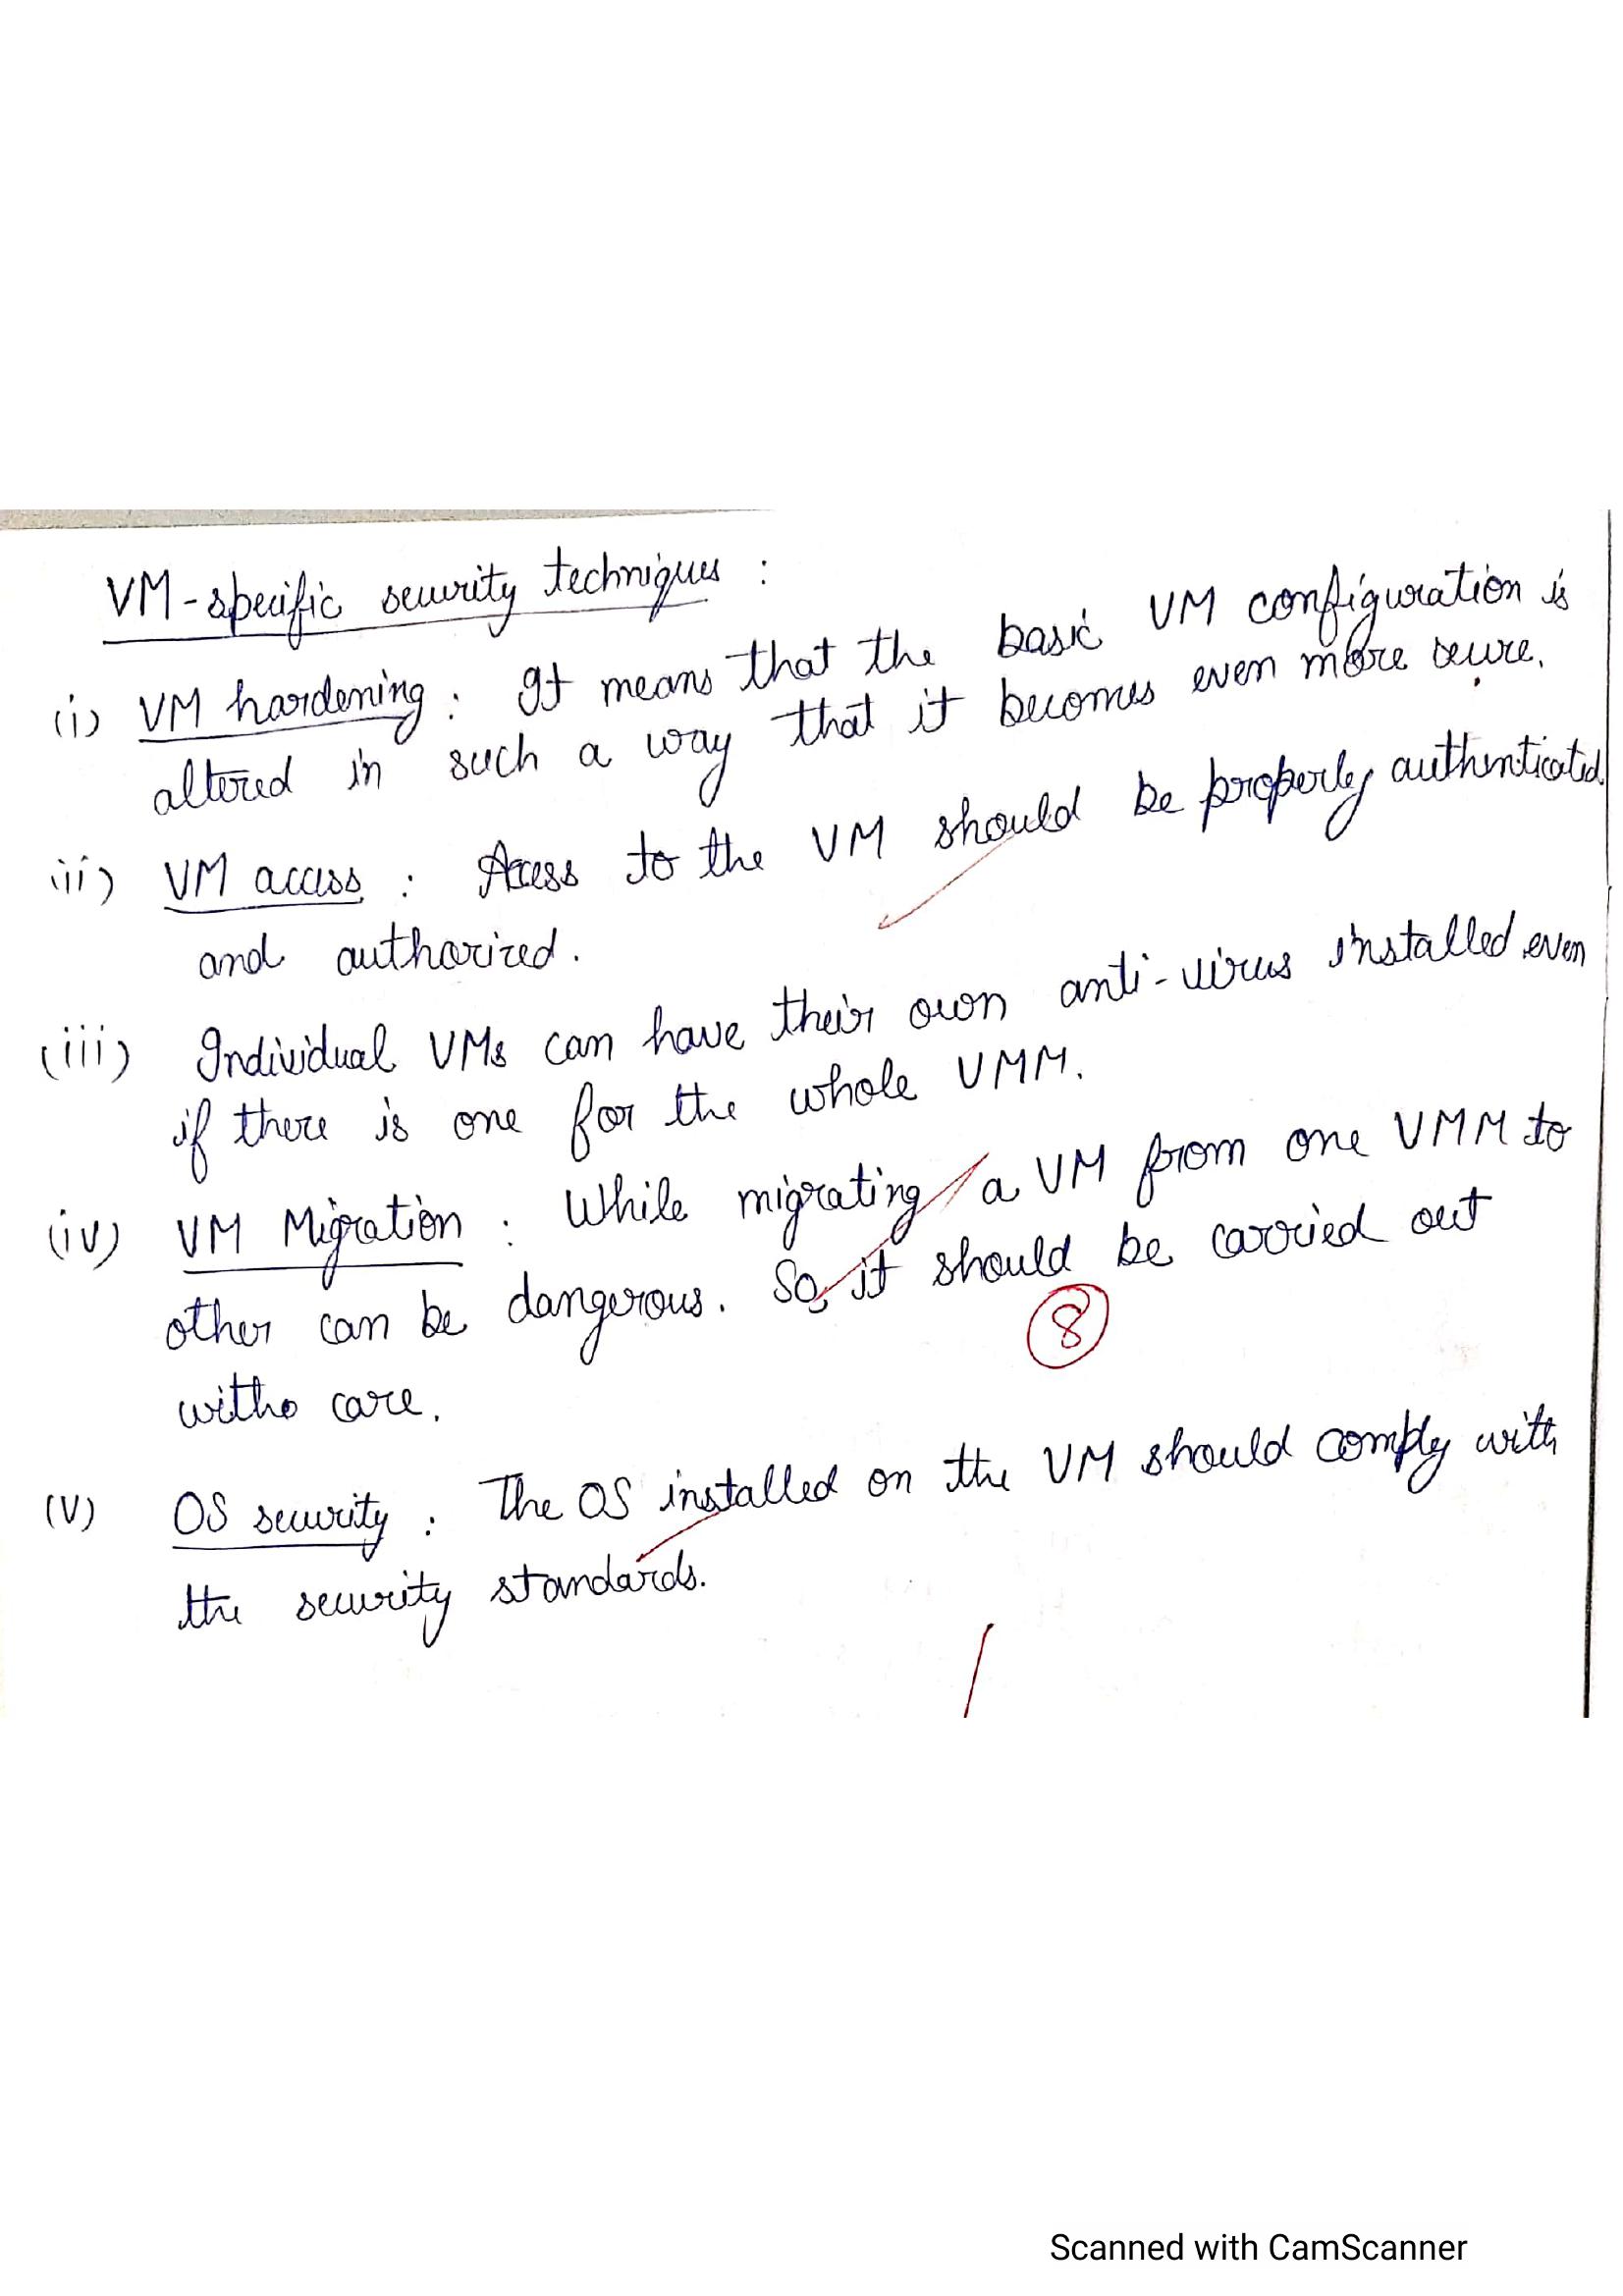 VM-specific security techniques :
(i) VM hardening : It means that the basic VM configuration is
altered in such a way that it becomes even more secure.
(ii) VM access : Access to the VM should be properly authenticated
and authorized.
(iii) Individual VMs can have their own anti-virus installed even
if there is one for the whole VMM.
(iv) VM Migration : While migrating a VM from one VMM to
other can be dangerous. So, it should be carried out
8
witho care.
(V) OS security : The OS installed on the VM should comply with
the security standards.
Scanned with CamScanner